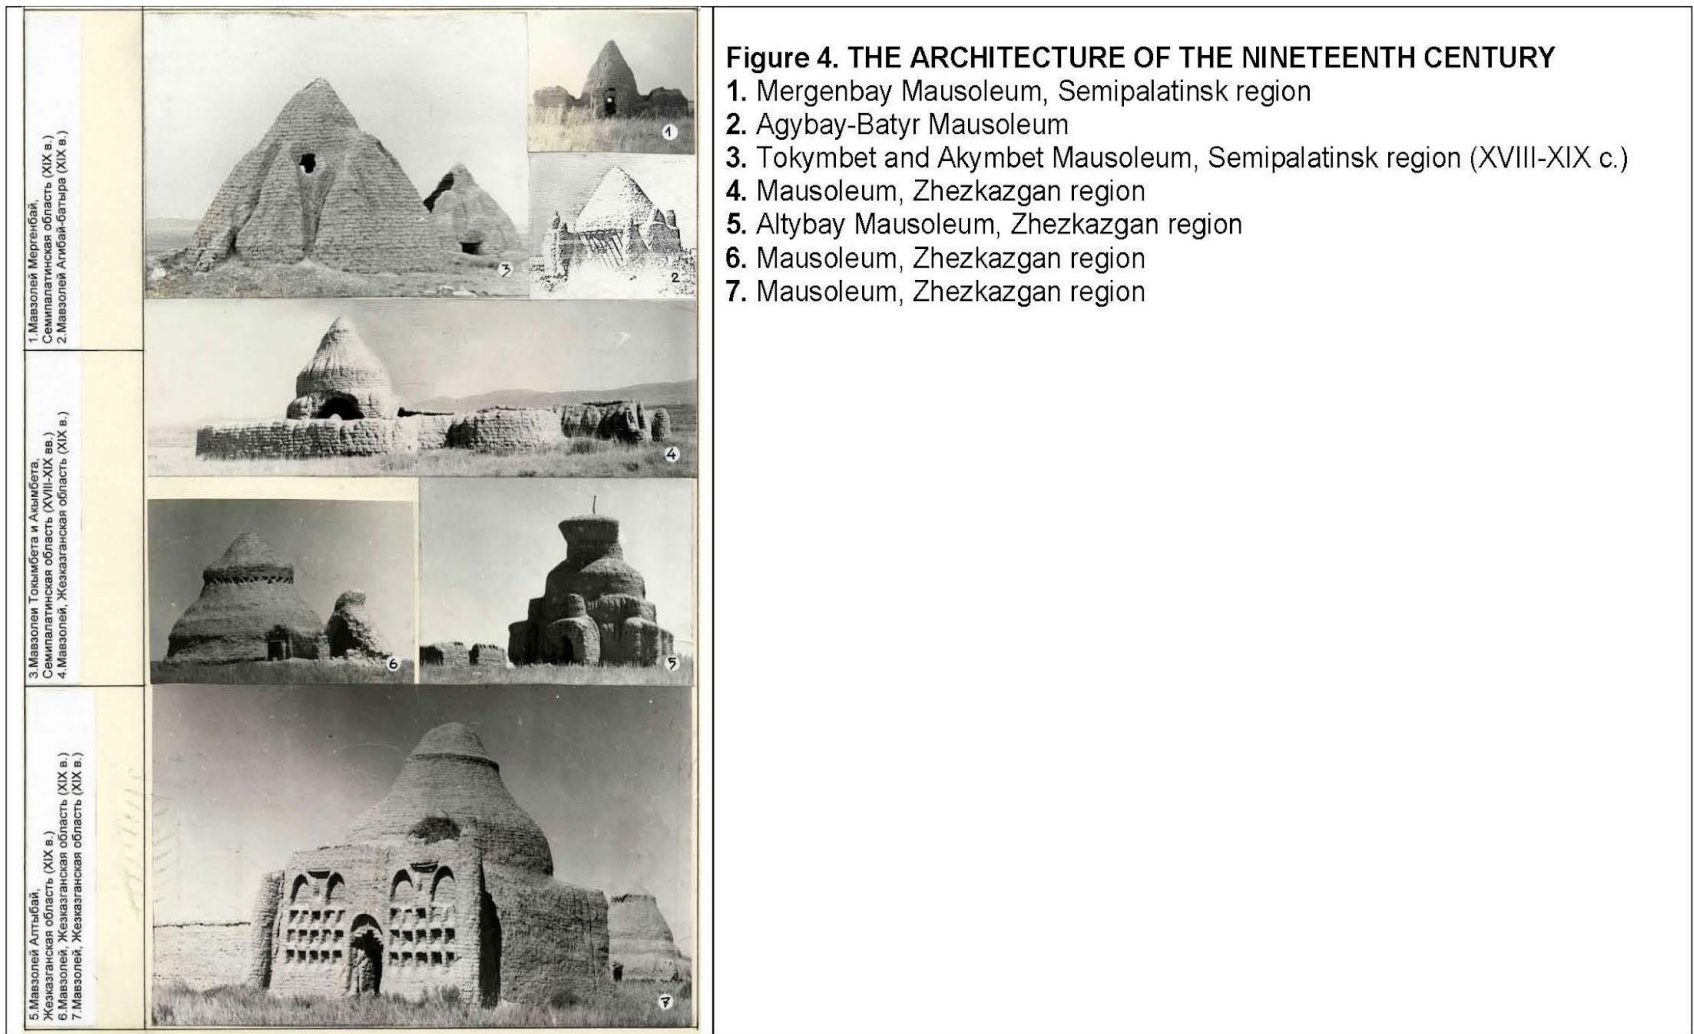 1.Мавзолей Мергенбай,
Семипалатинская область (XIX в.)
2.Мавзолей Агибай-батыра (XIX в.)
3.Мавзолеи Токымбета и Акымбета,
Семипалатинская область (XVIII-XIX вв.)
4.Мавзолей, Жезказганская область (XIX в.)
5.Мавзолей Алтыбай,
Жезказганская область (XIX в.)
6.Мавзолей, Жезказганская область (XIX в.)
7.Мавзолей, Жезказганская область (XIX в.)
1
3
2
4
6
5
7
Figure 4. THE ARCHITECTURE OF THE NINETEENTH CENTURY
1. Mergenbay Mausoleum, Semipalatinsk region
2. Agybay-Batyr Mausoleum
3. Tokymbet and Akymbet Mausoleum, Semipalatinsk region (XVIII-XIX c.)
4. Mausoleum, Zhezkazgan region
5. Altybay Mausoleum, Zhezkazgan region
6. Mausoleum, Zhezkazgan region
7. Mausoleum, Zhezkazgan region